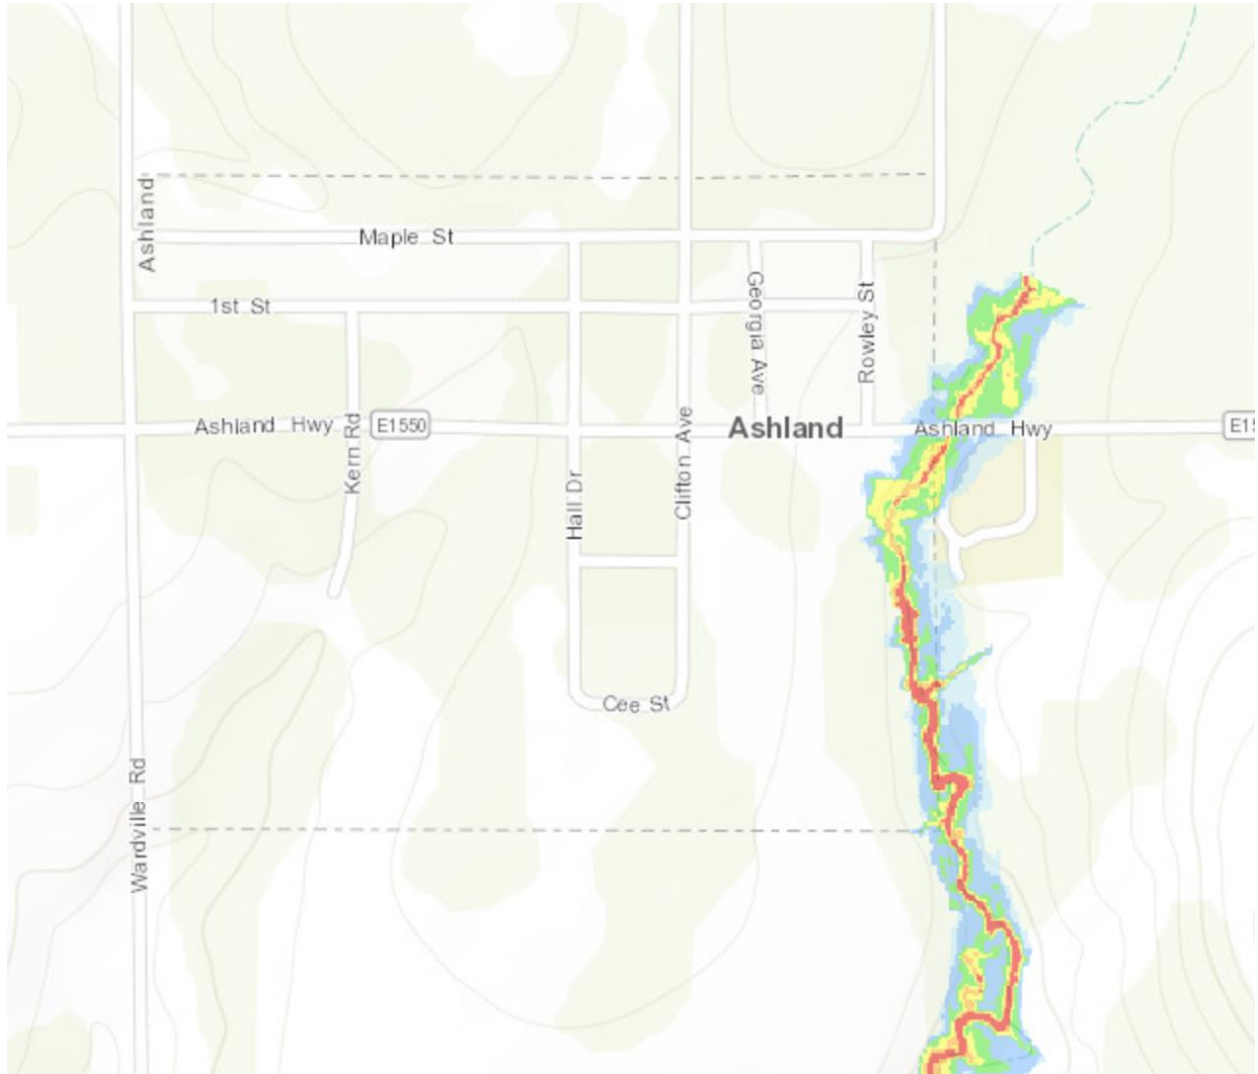 Ashland
Maple St
1st St
Georgia Ave
Rowley St
Ashland Hwy
Kern Rd
E1550
Ashland
Ashland Hwy
Hall Dr
Clifton Ave
Cee St
Wardville Rd